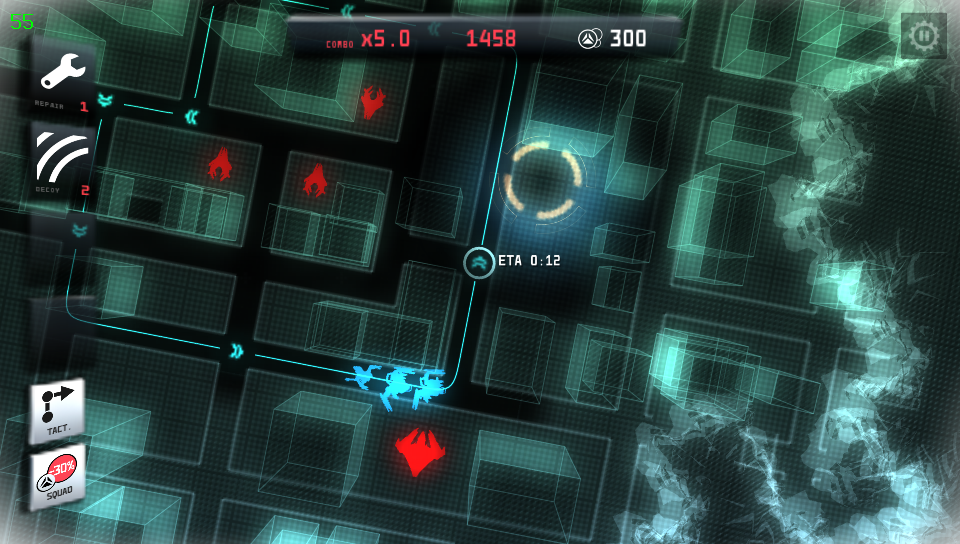 55
COMBO x5.0 1458 300
REPAIR 1
DECOY 2
ETA 0:12
TACT.
-30%
SQUAD